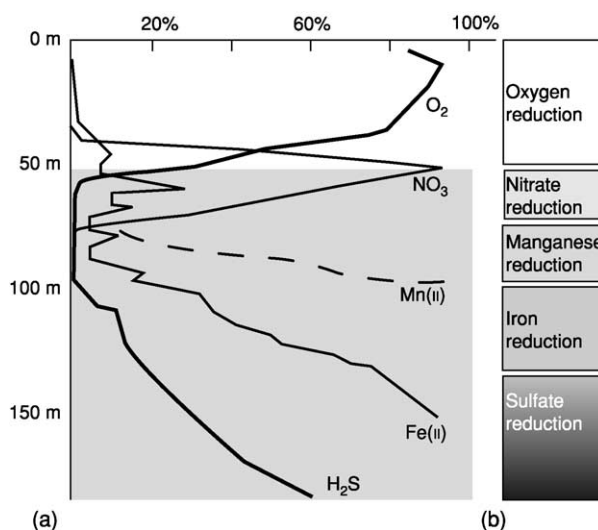 20% 60% 100%
0 m
50 m
100 m
150 m
O2
NO3
Mn(II)
Fe(II)
H2S
(a)
(b)
Oxygen
reduction
Nitrate
reduction
Manganese
reduction
Iron
reduction
Sulfate
reduction